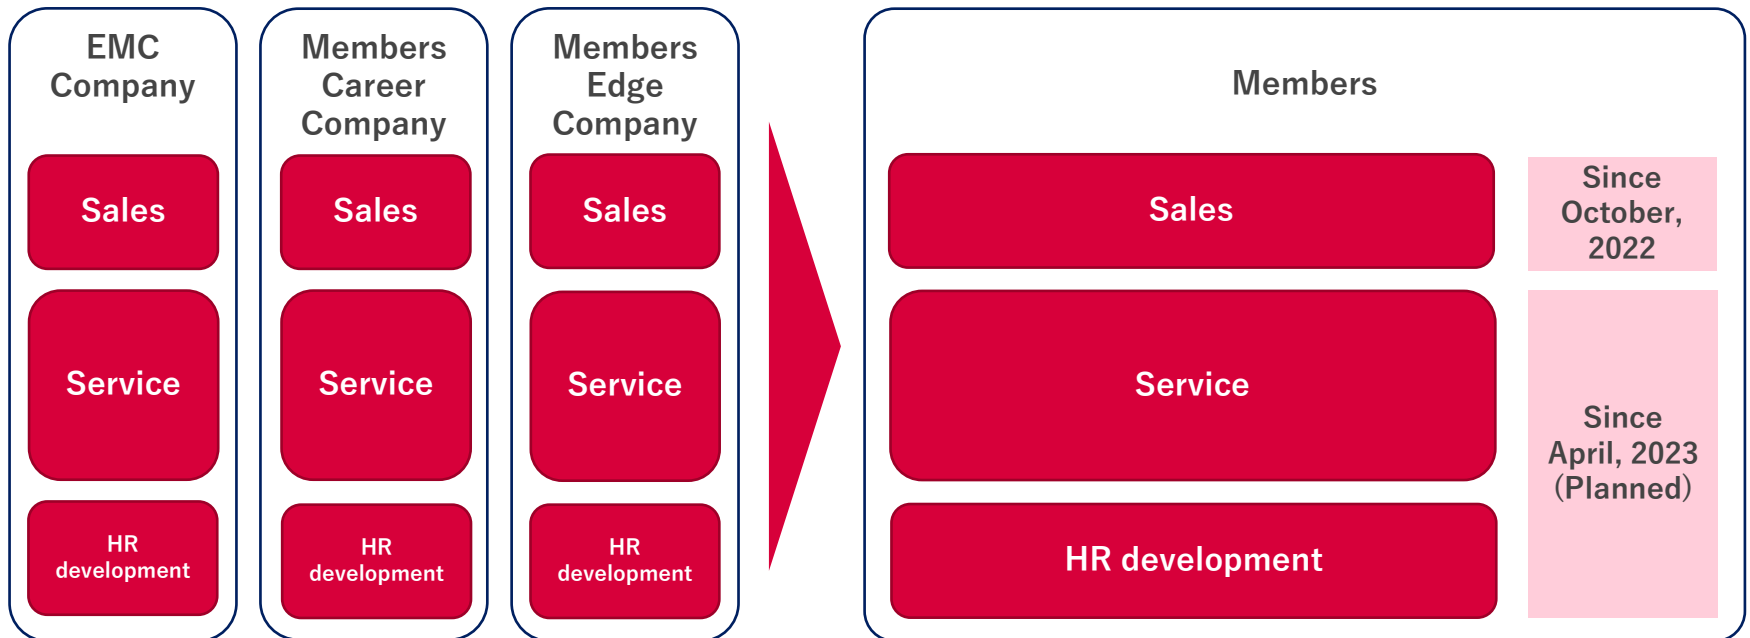 EMC
Company
Sales
Service
HR
development
Members
Career
Company
Sales
Service
HR
development
Members
Edge
Company
Sales
Service
HR
development
Members
Sales
Since
October,
2022
Service
HR development
Since
April, 2023
(Planned)